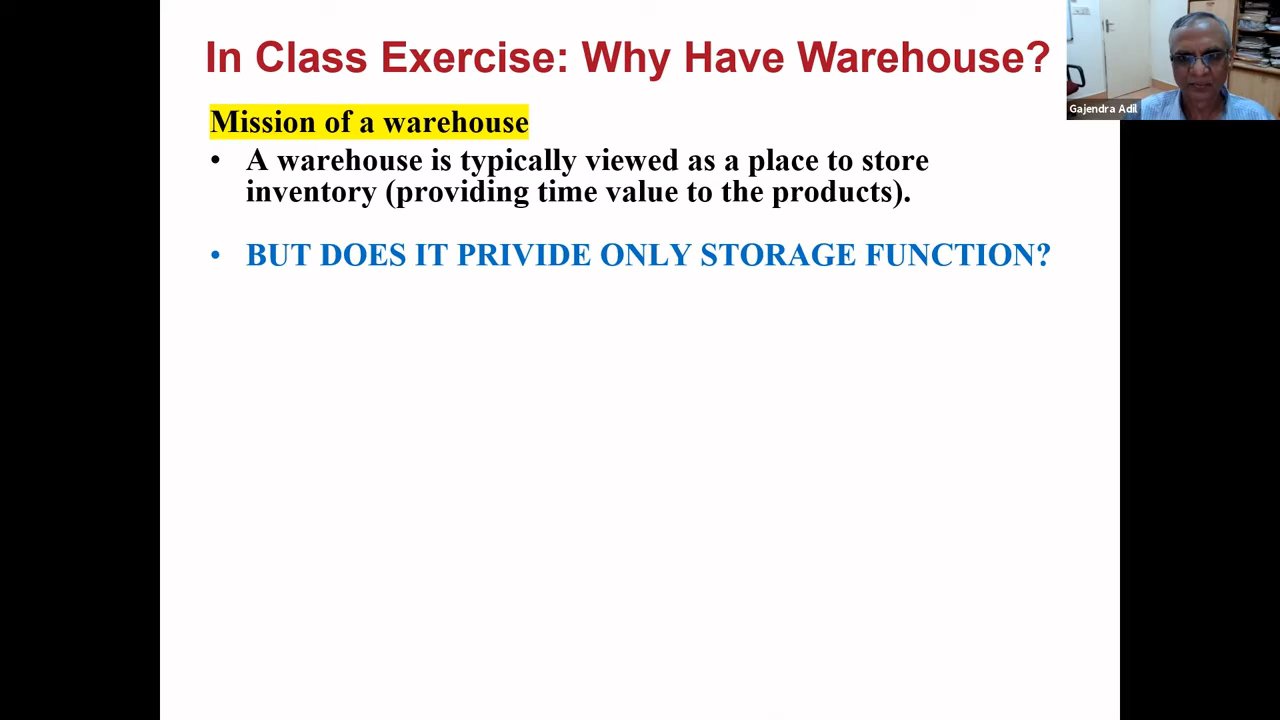 In Class Exercise: Why Have Warehouse?
Gajendra Adil
Mission of a warehouse
• A warehouse is typically viewed as a place to store
inventory (providing time value to the products).
• BUT DOES IT PRIVIDE ONLY STORAGE FUNCTION?